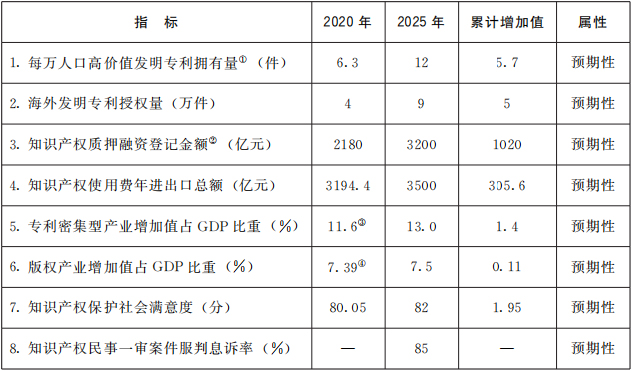 指 标 2020 年 2025 年 累计增加值 属性
1. 每万人口高价值发明专利拥有量①（件） 6.3 12 5.7 预期性
2. 海外发明专利授权量（万件） 4 9 5 预期性
3. 知识产权质押融资登记金额②（亿元） 2180 3200 1020 预期性
4. 知识产权使用费年进出口总额（亿元） 3194.4 3500 305.6 预期性
5. 专利密集型产业增加值占 GDP 比重（%） 11.6③ 13.0 1.4 预期性
6. 版权产业增加值占 GDP 比重（%） 7.39④ 7.5 0.11 预期性
7. 知识产权保护社会满意度（分） 80.05 82 1.95 预期性
8. 知识产权民事一审案件服判息诉率（%） — 85 — 预期性